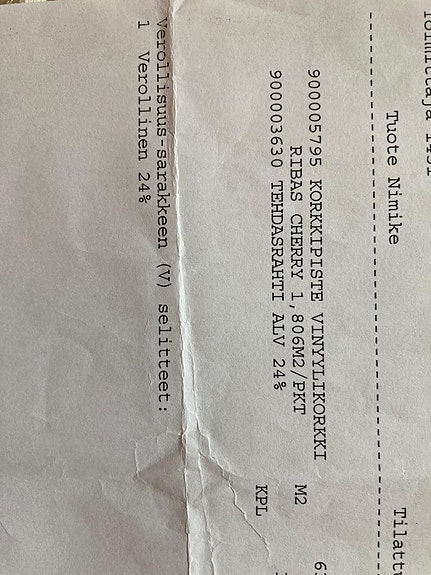 Tuote Nimike Tilattu
900005795 KORKKIPISTE VINYYLIKORKKI M2
RIBAS CHERRY 1,806M2/PKT
900003630 TEHDASRAHTI ALV 24% KPL
Verollisuus-sarakkeen (V) selitteet:
1 Verollinen 24%